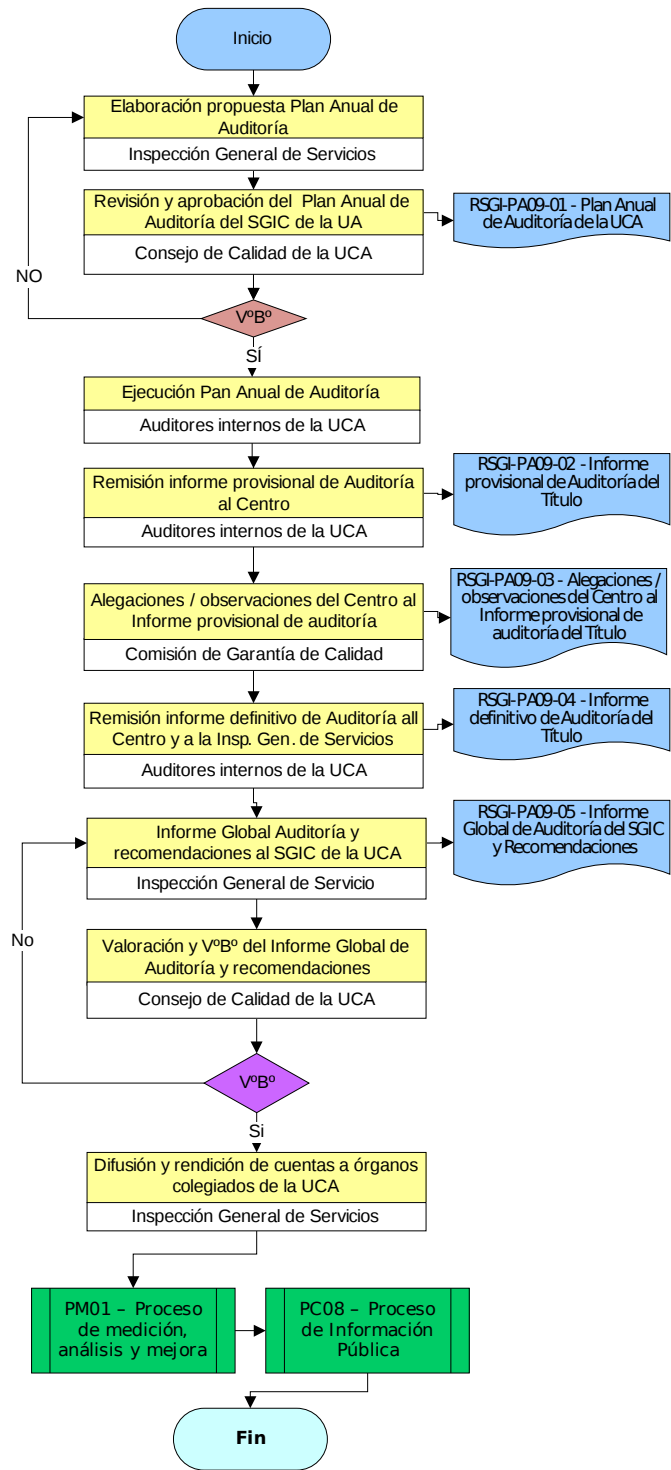 Inicio
Elaboración propuesta Plan Anual de
Auditoría
Inspección General de Servicios
Revisión y aprobación del Plan Anual de
Auditoría del SGIC de la UA
Consejo de Calidad de la UCA
RSGI-PA09-01 - Plan Anual
de Auditoría de la UCA
NO
VºBº
SÍ
Ejecución Pan Anual de Auditoría
Auditores internos de la UCA
Remisión informe provisional de Auditoría
al Centro
Auditores internos de la UCA
RSGI-PA09-02 - Informe
provisional de Auditoría del
Título
Alegaciones / observaciones del Centro al
Informe provisional de auditoría
Comisión de Garantía de Calidad
RSGI-PA09-03 - Alegaciones /
observaciones del Centro al
Informe provisional de
auditoría del Título
Remisión informe definitivo de Auditoría all
Centro y a la Insp. Gen. de Servicios
Auditores internos de la UCA
RSGI-PA09-04 - Informe
definitivo de Auditoría del
Título
Informe Global Auditoría y
recomendaciones al SGIC de la UCA
Inspección General de Servicio
RSGI-PA09-05 - Informe
Global de Auditoría del SGIC
y Recomendaciones
No
Valoración y VºBº del Informe Global de
Auditoría y recomendaciones
Consejo de Calidad de la UCA
VºBº
Si
Difusión y rendición de cuentas a órganos
colegiados de la UCA
Inspección General de Servicios
PM01 – Proceso
de medición,
análisis y mejora
PC08 – Proceso
de Información
Pública
Fin